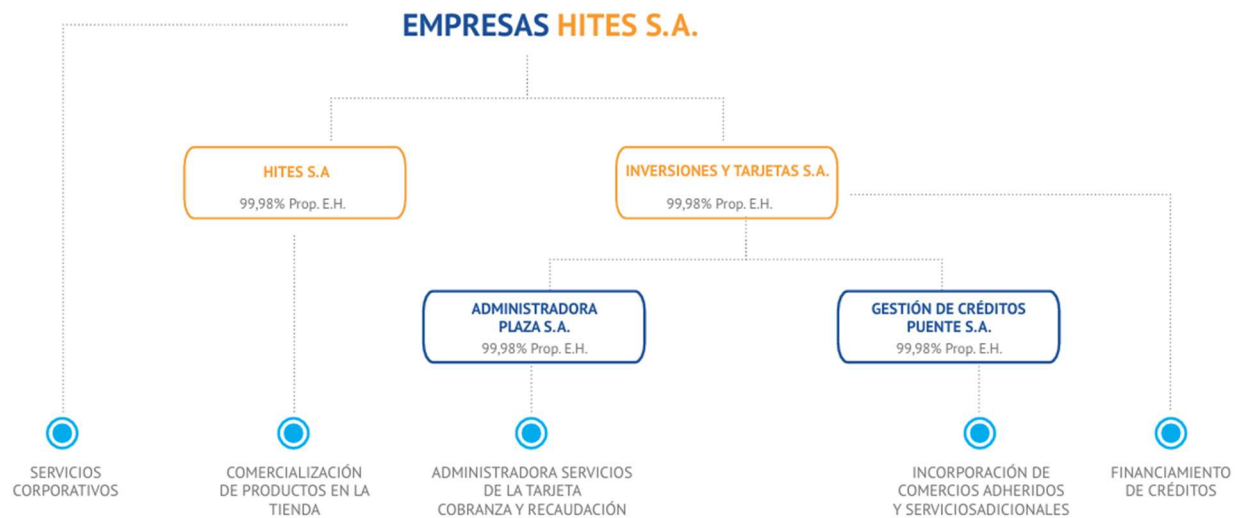 EMPRESAS HITES S.A.
HITES S.A
99,98% Prop. E.H.
INVERSIONES Y TARJETAS S.A.
99,98% Prop. E.H.
ADMINISTRADORA
PLAZA S.A.
99,98% Prop. E.H.
GESTIÓN DE CRÉDITOS
PUENTE S.A.
99,98% Prop. E.H.
SERVICIOS
CORPORATIVOS
COMERCIALIZACIÓN
DE PRODUCTOS EN LA
TIENDA
ADMINISTRADORA SERVICIOS
DE LA TARJETA
COBRANZA Y RECAUDACIÓN
INCORPORACIÓN DE
COMERCIOS ADHERIDOS
Y SERVICIOSADICIONALES
FINANCIAMIENTO
DE CRÉDITOS